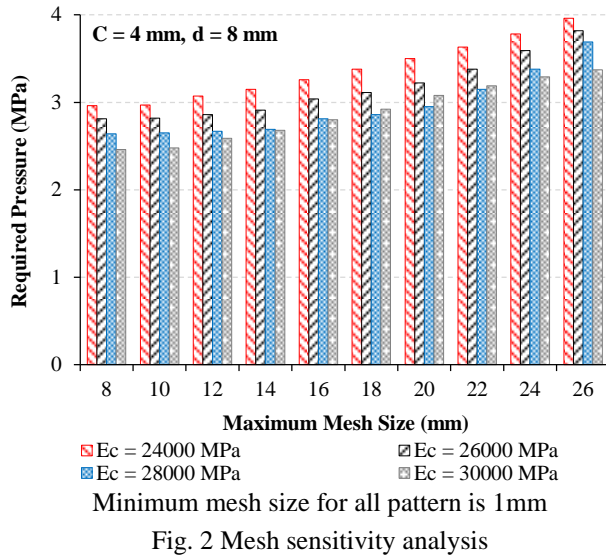 C = 4 mm, d = 8 mm
Required Pressure (MPa)
4
3
2
1
0
8 10 12 14 16 18 20 22 24 26
Maximum Mesh Size (mm)
Ec = 24000 MPa Ec = 26000 MPa
Ec = 28000 MPa Ec = 30000 MPa
Minimum mesh size for all pattern is 1mm
Fig. 2 Mesh sensitivity analysis